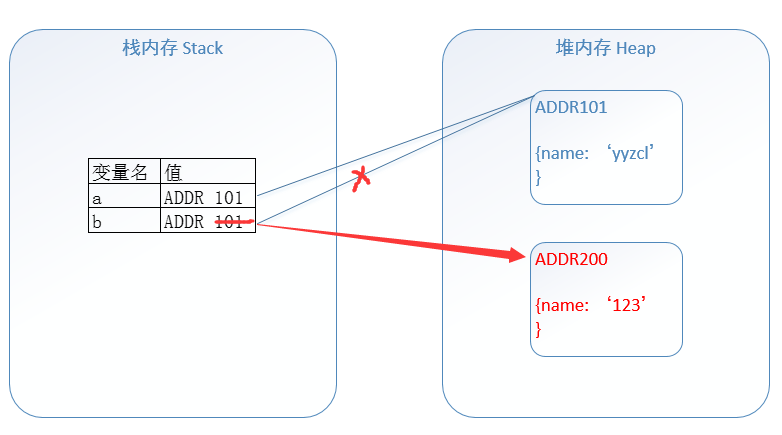 栈内存 Stack
堆内存 Heap
变量名 值
a ADDR 101
b ADDR 101
ADDR101
{name: ‘yyzcl’
}
ADDR200
{name: ‘123’
}